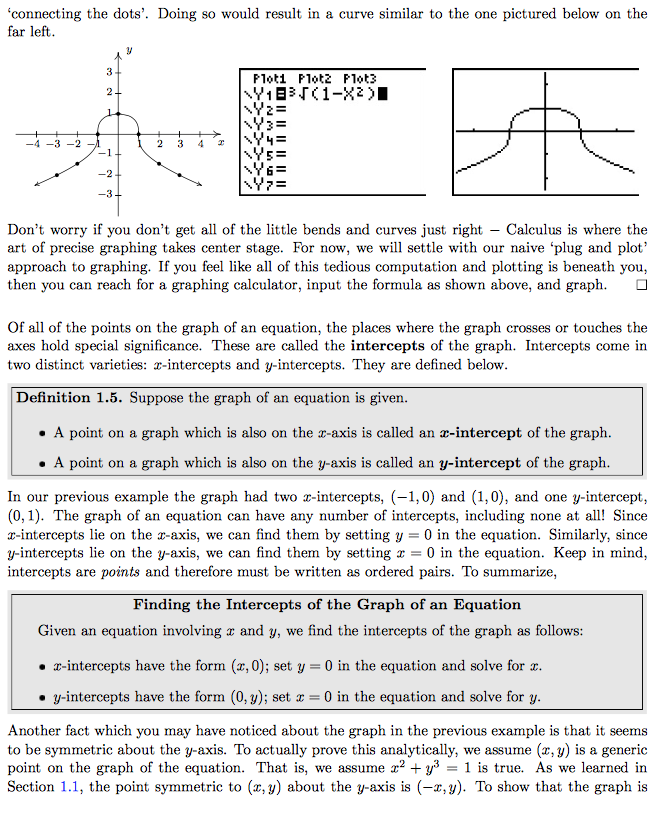 ‘connecting the dots’. Doing so would result in a curve similar to the one pictured below on the
far left.
y
3
2
1
−4 −3 −2 −1 1 2 3 4 x
−1
−2
−3
Plot1 Plot2 Plot3
\Y1=³√(1-X²)
\Y2=
\Y3=
\Y4=
\Y5=
\Y6=
\Y7=
Don’t worry if you don’t get all of the little bends and curves just right − Calculus is where the
art of precise graphing takes center stage. For now, we will settle with our naive ‘plug and plot’
approach to graphing. If you feel like all of this tedious computation and plotting is beneath you,
then you can reach for a graphing calculator, input the formula as shown above, and graph. □
Of all of the points on the graph of an equation, the places where the graph crosses or touches the
axes hold special significance. These are called the intercepts of the graph. Intercepts come in
two distinct varieties: x-intercepts and y-intercepts. They are defined below.
Definition 1.5. Suppose the graph of an equation is given.
• A point on a graph which is also on the x-axis is called an x-intercept of the graph.
• A point on a graph which is also on the y-axis is called an y-intercept of the graph.
In our previous example the graph had two x-intercepts, (−1, 0) and (1, 0), and one y-intercept,
(0, 1). The graph of an equation can have any number of intercepts, including none at all! Since
x-intercepts lie on the x-axis, we can find them by setting y = 0 in the equation. Similarly, since
y-intercepts lie on the y-axis, we can find them by setting x = 0 in the equation. Keep in mind,
intercepts are points and therefore must be written as ordered pairs. To summarize,
Finding the Intercepts of the Graph of an Equation
Given an equation involving x and y, we find the intercepts of the graph as follows:
• x-intercepts have the form (x, 0); set y = 0 in the equation and solve for x.
• y-intercepts have the form (0, y); set x = 0 in the equation and solve for y.
Another fact which you may have noticed about the graph in the previous example is that it seems
to be symmetric about the y-axis. To actually prove this analytically, we assume (x, y) is a generic
point on the graph of the equation. That is, we assume x² + y³ = 1 is true. As we learned in
Section 1.1, the point symmetric to (x, y) about the y-axis is (−x, y). To show that the graph is